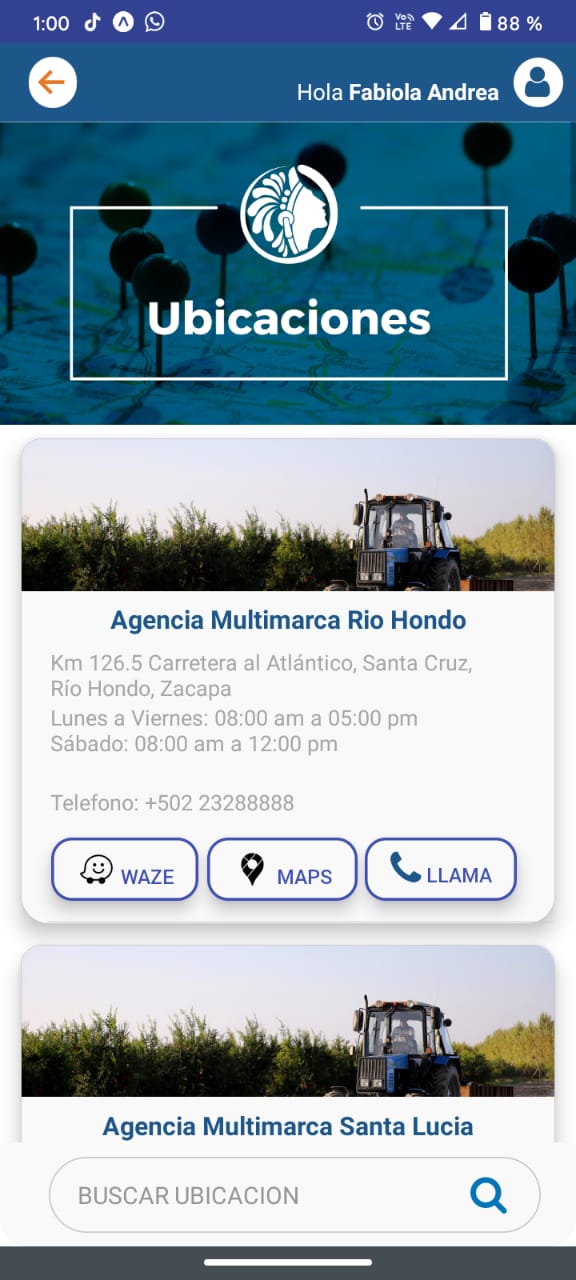 1:00
Vo))
LTE
88 %
Hola Fabiola Andrea
Ubicaciones
Agencia Multimarca Rio Hondo
Km 126.5 Carretera al Atlántico, Santa Cruz,
Río Hondo, Zacapa
Lunes a Viernes: 08:00 am a 05:00 pm
Sábado: 08:00 am a 12:00 pm
Telefono: +502 23288888
WAZE
MAPS
LLAMA
Agencia Multimarca Santa Lucia
BUSCAR UBICACION